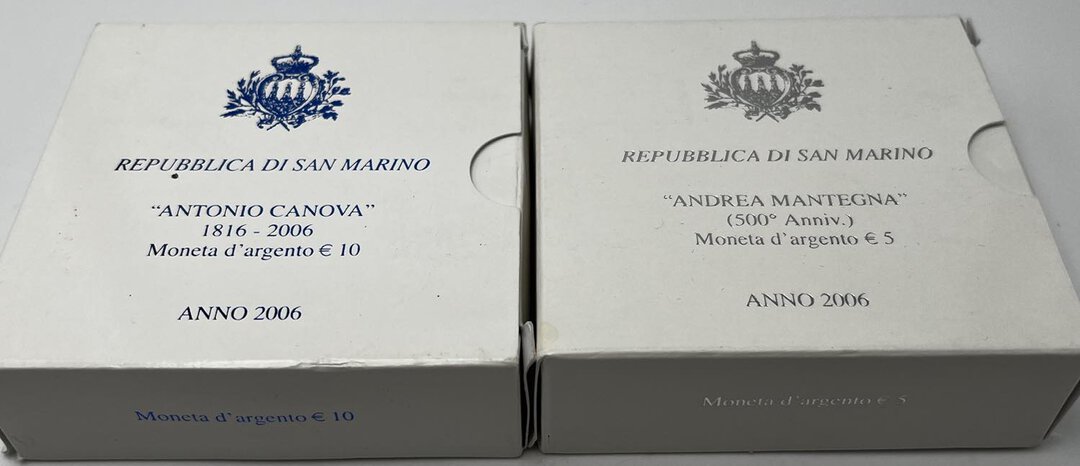 REPUBBLICA DI SAN MARINO
"ANTONIO CANOVA"
1816 - 2006
Moneta d'argento € 10
ANNO 2006
Moneta d'argento € 10
REPUBBLICA DI SAN MARINO
"ANDREA MANTEGNA"
(500° Anniv.)
Moneta d'argento € 5
ANNO 2006
Moneta d'argento € 5